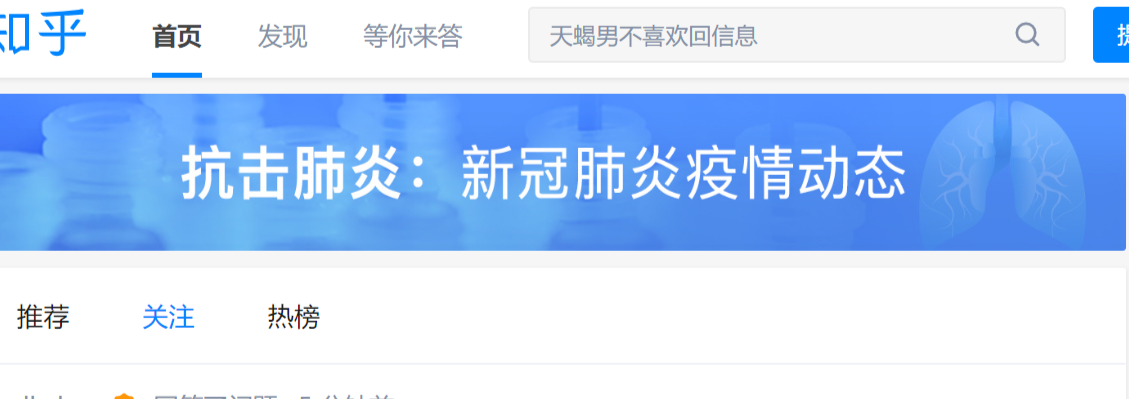 知乎 首页 发现 等你来答 天蝎男不喜欢回信息
抗击肺炎：新冠肺炎疫情动态
推荐 关注 热榜